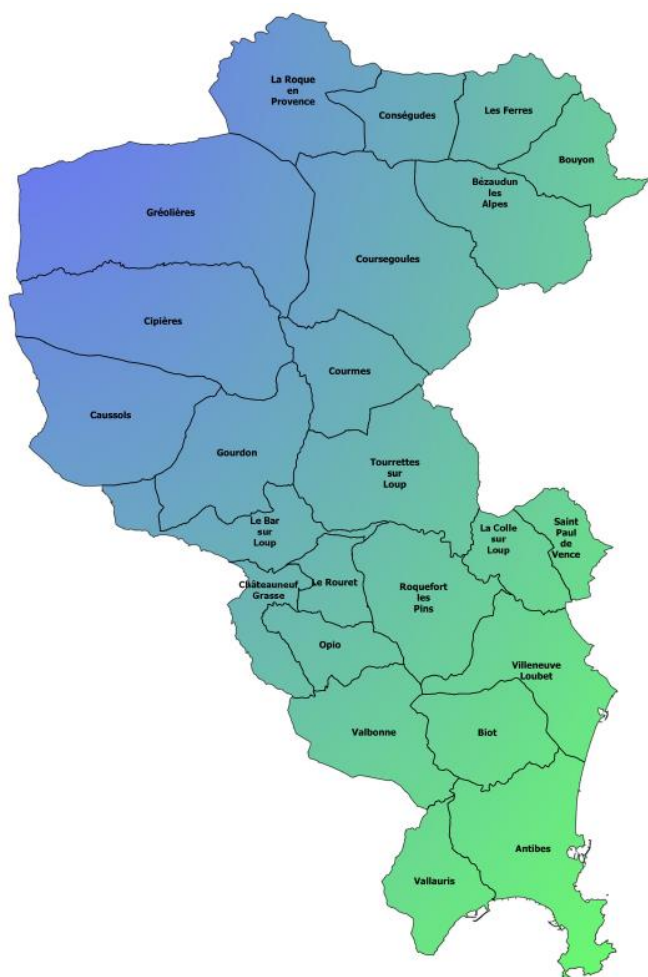 La Roque
en
Provence
Conségudes
Les Ferres
Bouyon
Bézaudun
les
Alpes
Gréolières
Coursegoules
Cipières
Courmes
Caussols
Gourdon
Tourrettes
sur
Loup
Le Bar
sur
Loup
La Colle
sur
Loup
Saint
Paul
de
Vence
Châteauneuf
Grasse
Le Rouret
Roquefort
les
Pins
Opio
Villeneuve
Loubet
Valbonne
Biot
Antibes
Vallauris